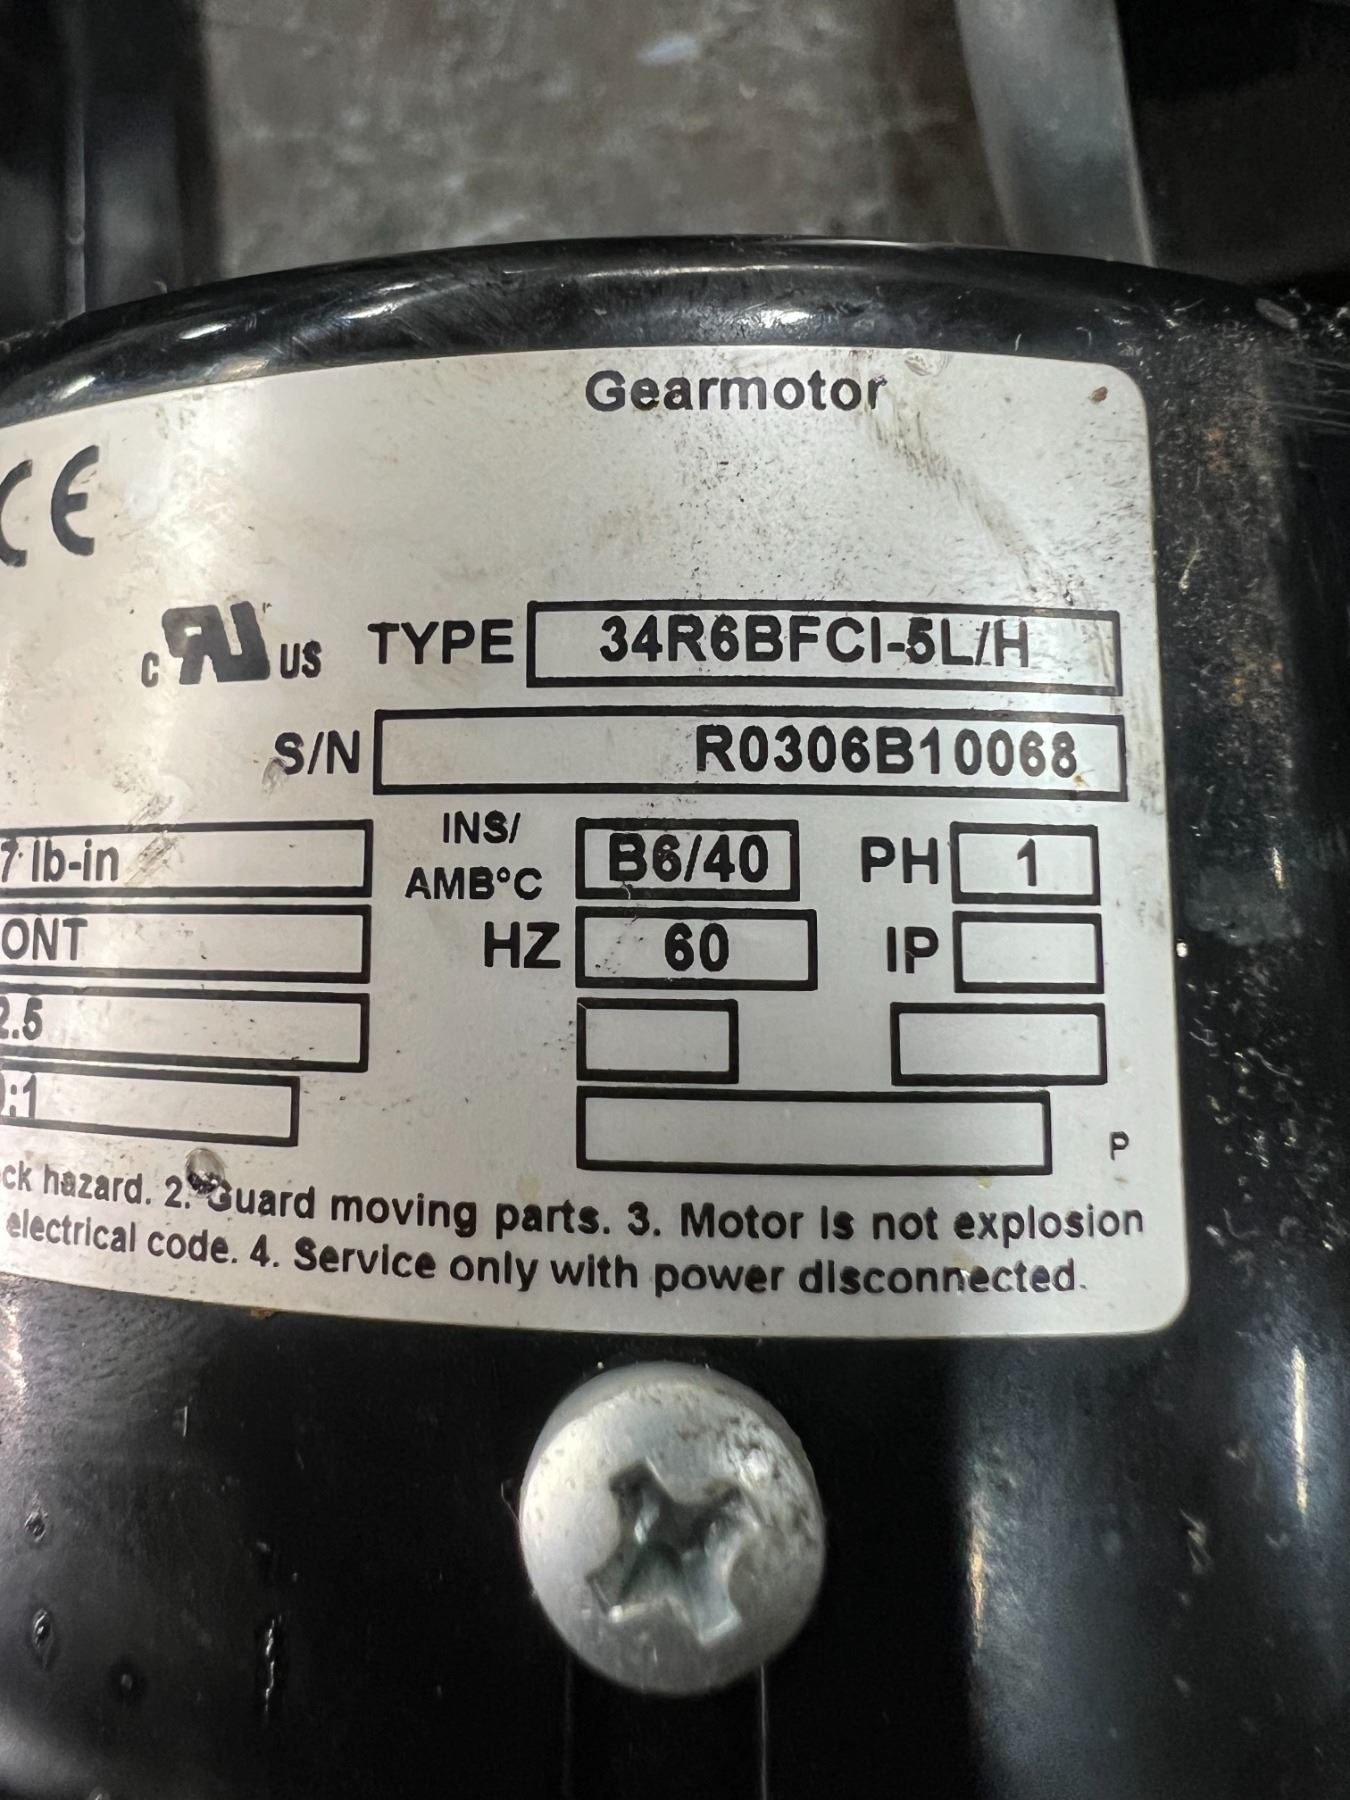 Gearmotor
CE
c UR US TYPE 34R6BFCI-5L/H
S/N R0306B10068
7 lb-in INS/ AMB°C B6/40 PH 1
ONT HZ 60 IP
2.5
:1
P
ck hazard. 2. Guard moving parts. 3. Motor is not explosion
electrical code. 4. Service only with power disconnected.